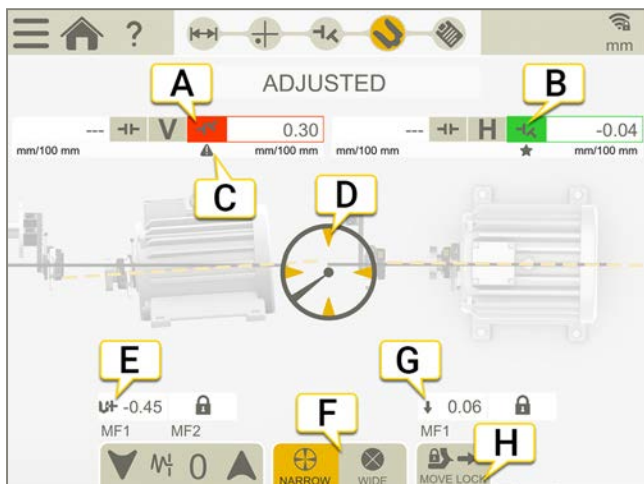 ?
mm
ADJUSTED
A
B
--- V 0.30
--- H -0.04
mm/100 mm mm/100 mm
mm/100 mm mm/100 mm
C
D
E
G
-0.45
0.06
F
MF1 MF2
MF1
H
0
NARROW
WIDE
MOVE LOCK